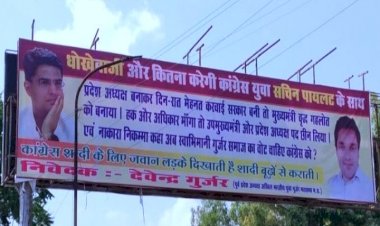 धोखेबाजी और कितना करेगी कांग्रेस युवा सचिन पायलट के साथ
प्रदेश अध्यक्ष बनाकर दिन-रात मेहनत करवाई सरकार बनी तो मुख्यमंत्री वृद्ध गहलोत
को बनाया। हक और अधिकार माँगा तो उपमुख्यमंत्री और प्रदेश अध्यक्ष पद छीन लिया।
एवं नाकारा निकम्मा कहा अब स्वाभिमानी गुर्जर समाज का वोट चाहिए कांग्रेस को?
कांग्रेस शादी के लिए जवान लड़के दिखाती है शादी बूढ़ों से कराती।
निवेदक :- देवेन्द्र गुर्जर